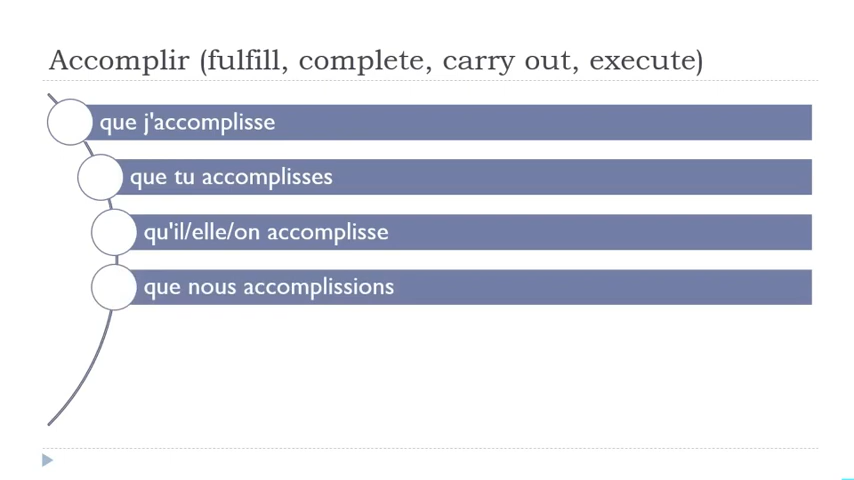 Accomplir (fulfill, complete, carry out, execute)
que j'accomplisse
que tu accomplisses
qu'il/elle/on accomplisse
que nous accomplissions